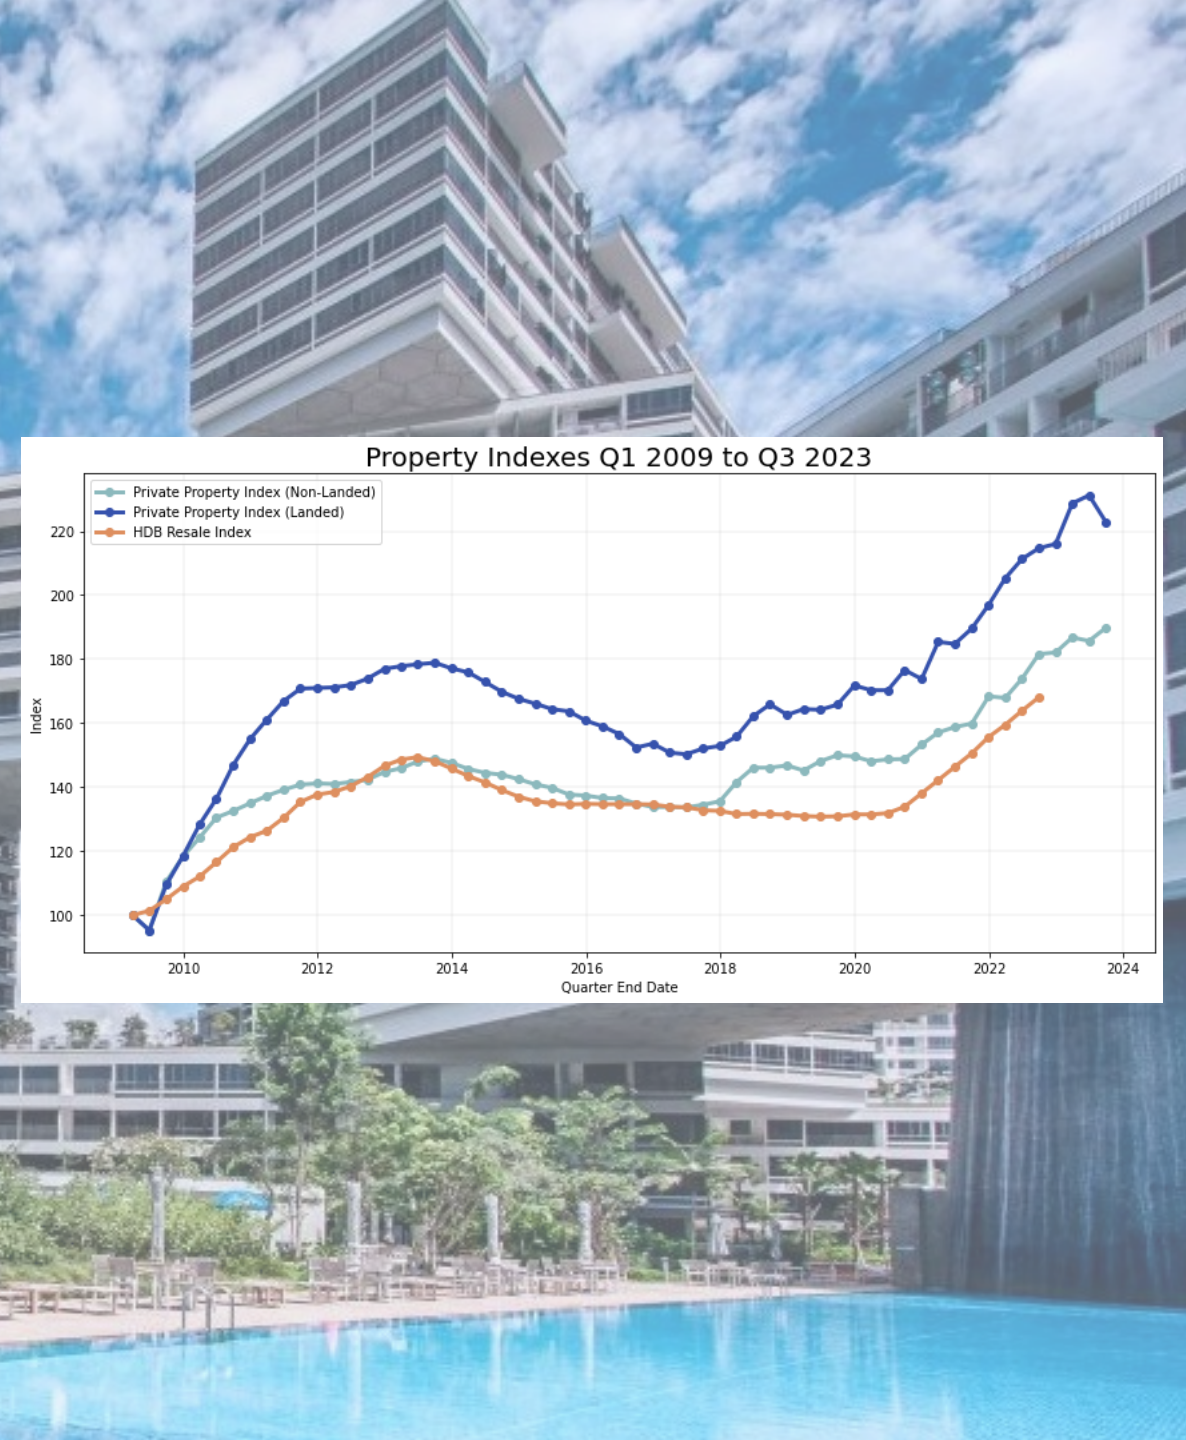 Property Indexes Q1 2009 to Q3 2023
Private Property Index (Non-Landed)
Private Property Index (Landed)
HDB Resale Index
220
200
180
160
140
120
100
Index
2010 2012 2014 2016 2018 2020 2022 2024
Quarter End Date